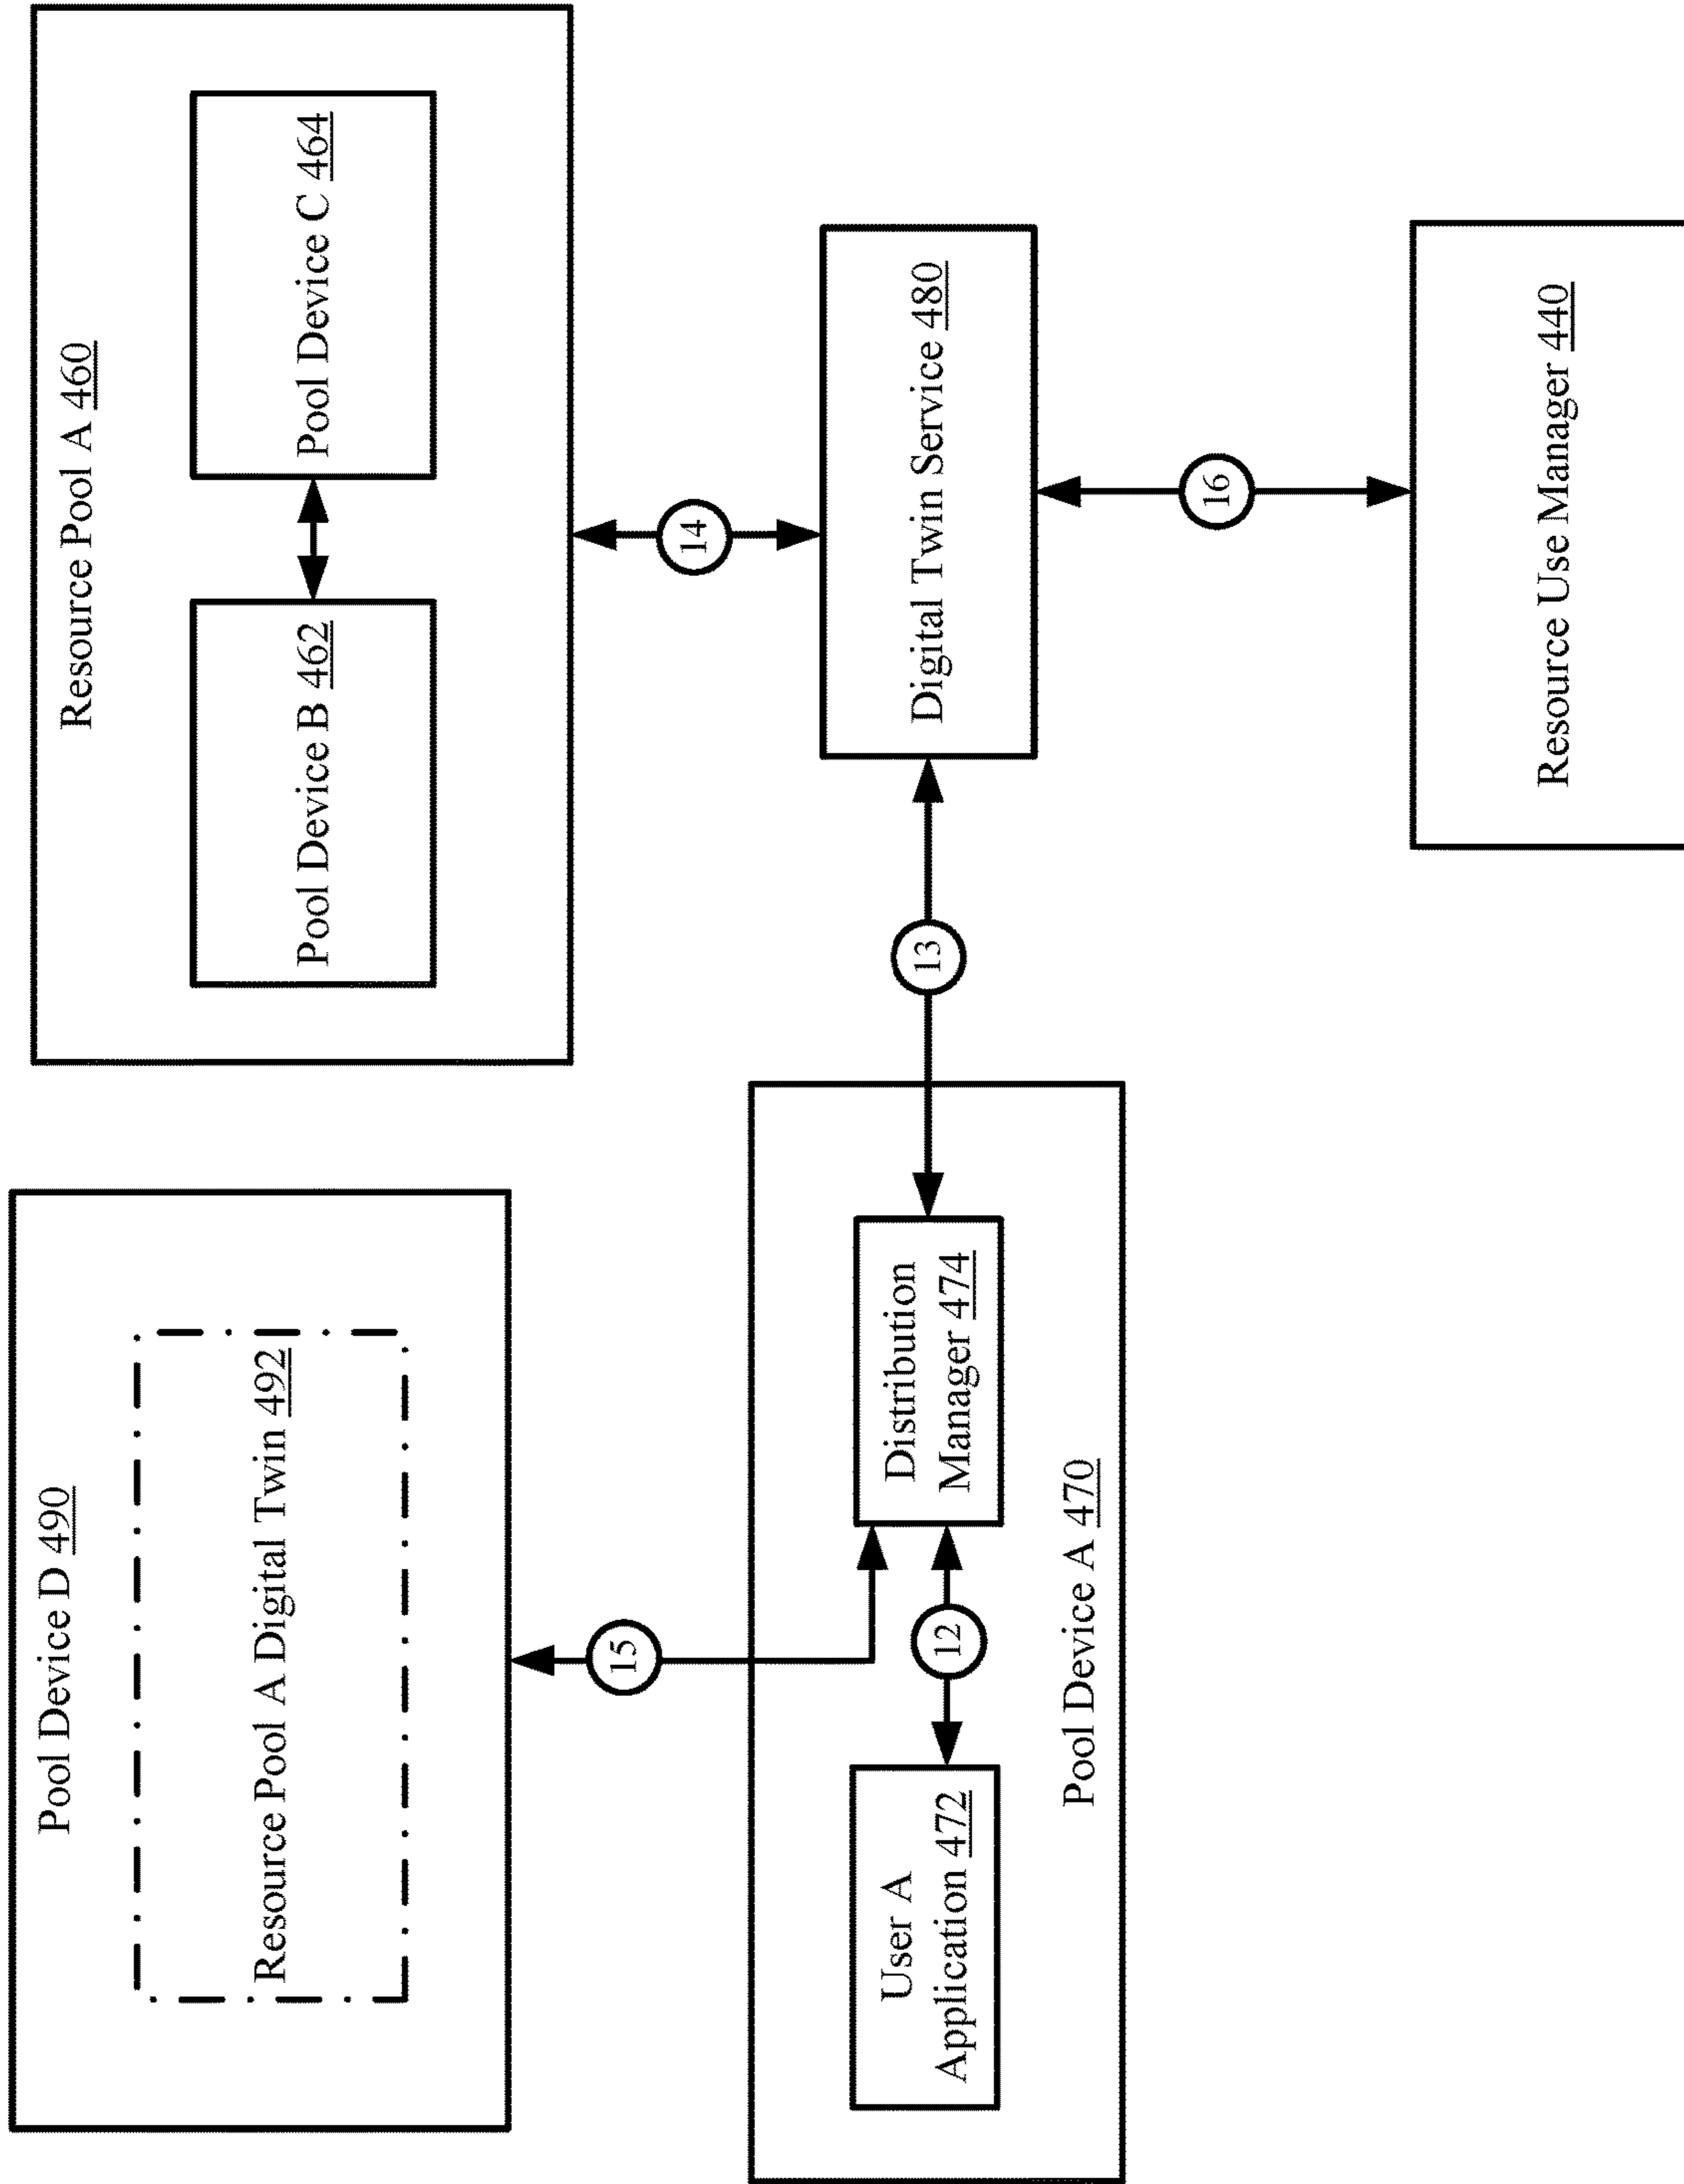 Pool Device D 490
Resource Pool A Digital Twin 492
Resource Pool A 460
Pool Device B 462
Pool Device C 464
15
14
User A
Application 472
12
Distribution
Manager 474
Pool Device A 470
13
Digital Twin Service 480
16
Resource Use Manager 440